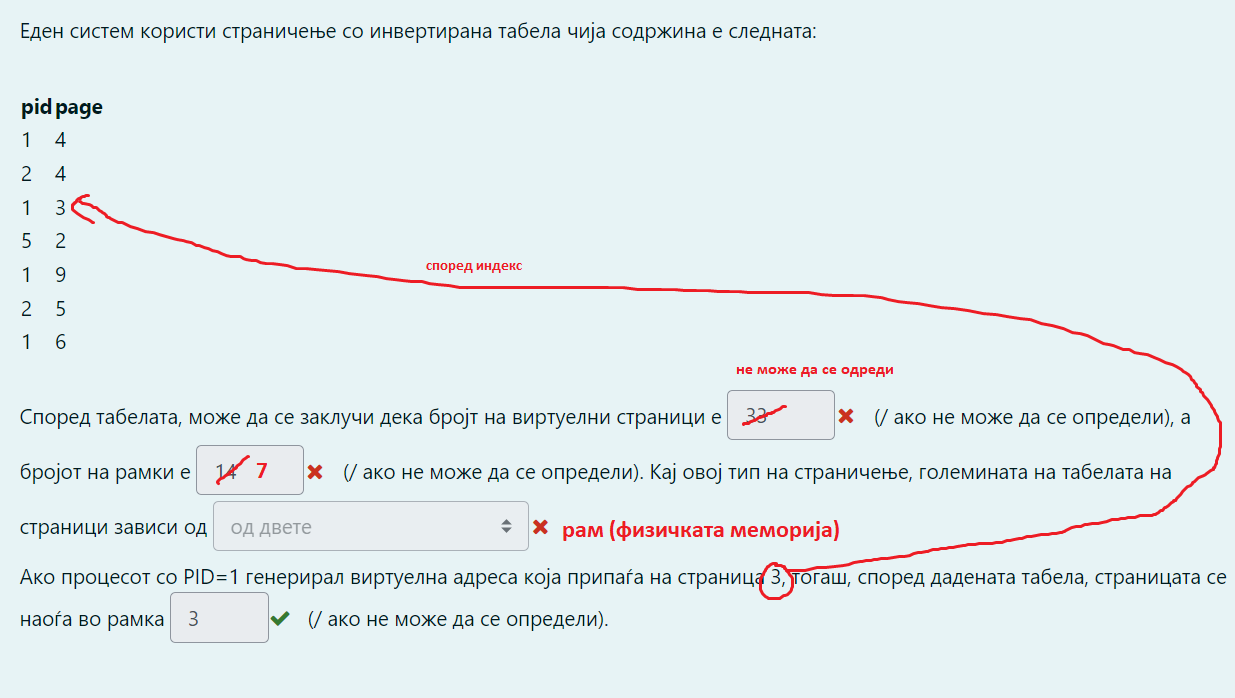 Еден систем користи страничење со инвертирана табела чија содржина е следната:
pid page
1 4
2 4
1 3
5 2
1 9
2 5
1 6
според индекс
не може да се одреди
Според табелата, може да се заклучи дека бројт на виртуелни страници е 33 (/ ако не може да се определи), а
бројот на рамки е 14 7 (/ ако не може да се определи). Кај овој тип на страничење, големината на табелата на
страници зависи од од двете рам (физичката меморија)
Ако процесот со PID=1 генерирал виртуелна адреса која припаѓа на страница 3, тогаш, според дадената табела, страницата се
наоѓа во рамка 3 (/ ако не може да се определи).